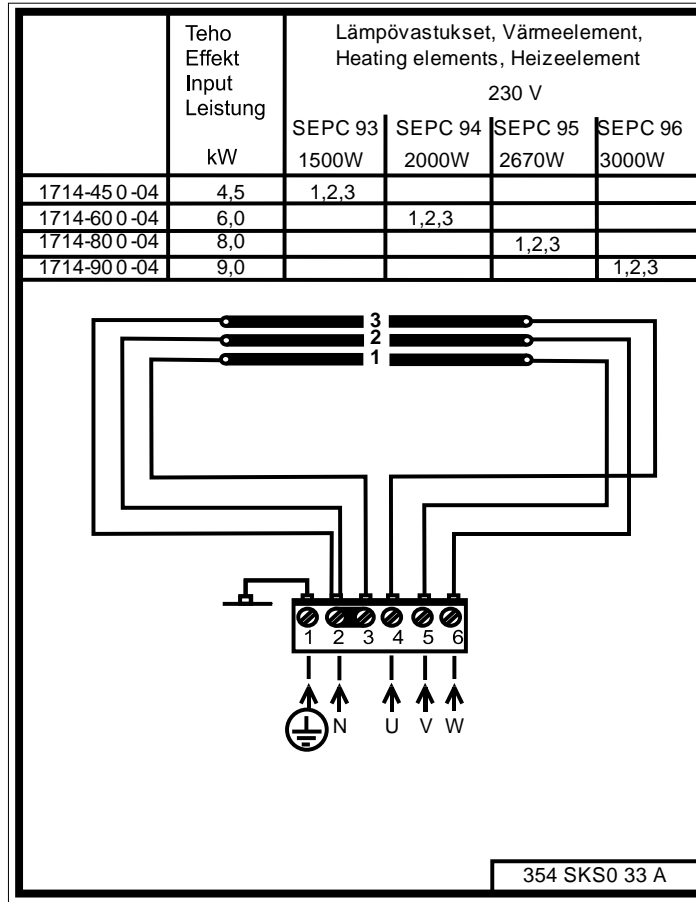 Teho
Effekt
Input
Leistung
kW
Lämpövastukset, Värmeelement,
Heating elements, Heizeelement
230 V
SEPC 93 SEPC 94 SEPC 95 SEPC 96
1500W 2000W 2670W 3000W
1714-450-04 4,5 1,2,3
1714-600-04 6,0 1,2,3
1714-800-04 8,0 1,2,3
1714-900-04 9,0 1,2,3
3
2
1
1 2 3 4 5 6
N U V W
354 SKS0 33 A